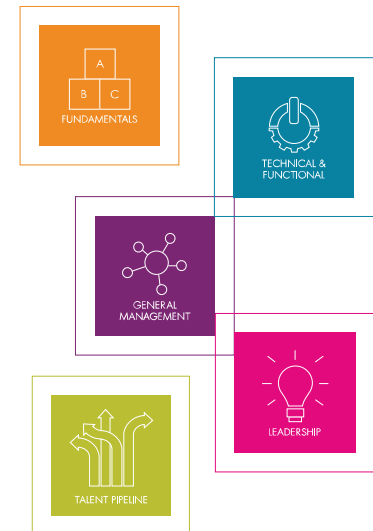 A
B C
FUNDAMENTALS
TECHNICAL &
FUNCTIONAL
GENERAL
MANAGEMENT
LEADERSHIP
TALENT PIPELINE